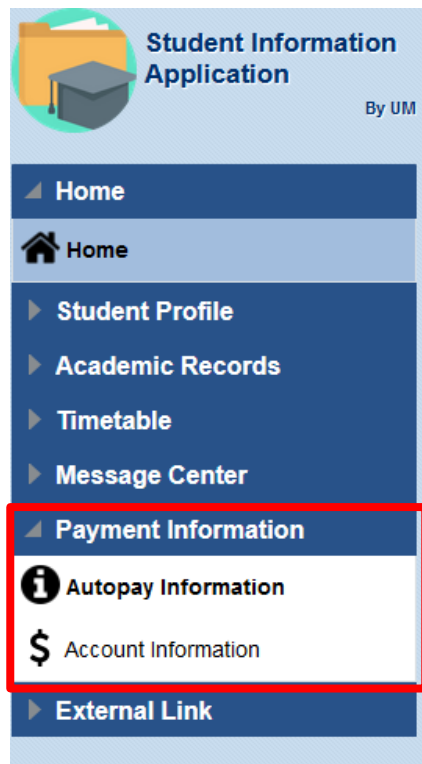 Student Information
Application
By UM
Home
Home
Student Profile
Academic Records
Timetable
Message Center
Payment Information
Autopay Information
$ Account Information
External Link